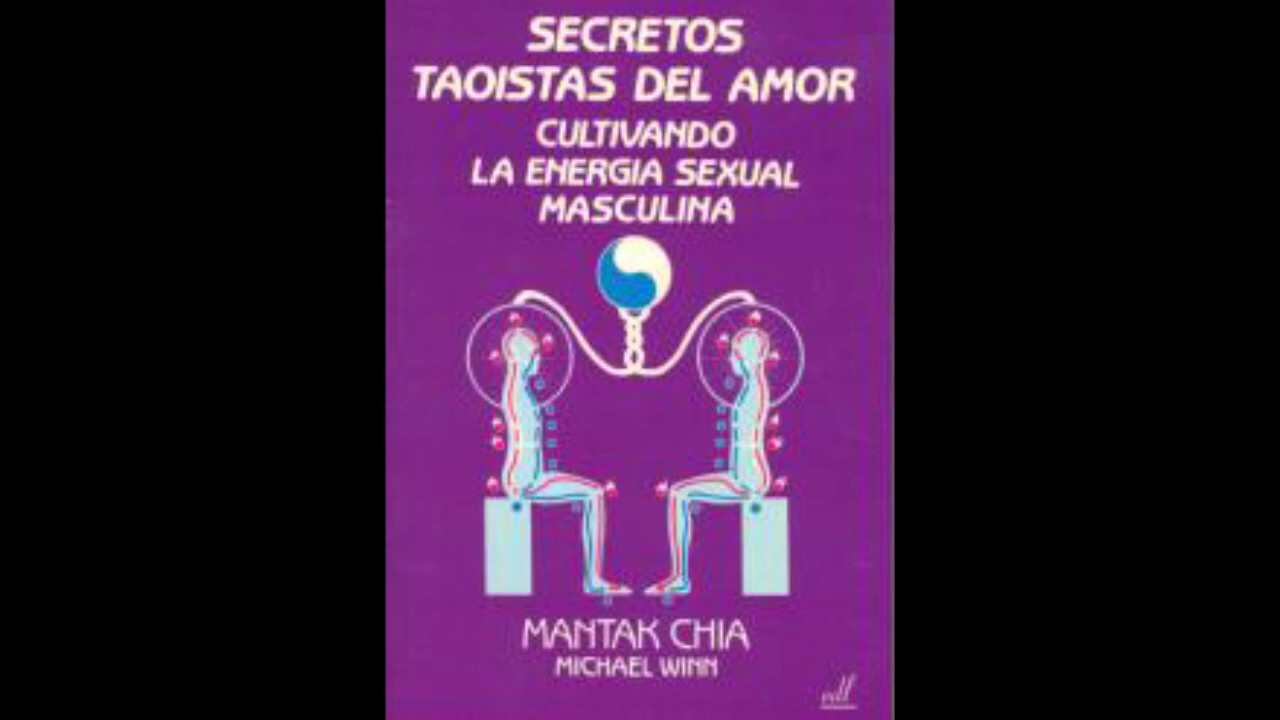 SECRETOS
TAOISTAS DEL AMOR
CULTIVANDO
LA ENERGIA SEXUAL
MASCULINA
MANTAK CHIA
MICHAEL WINN